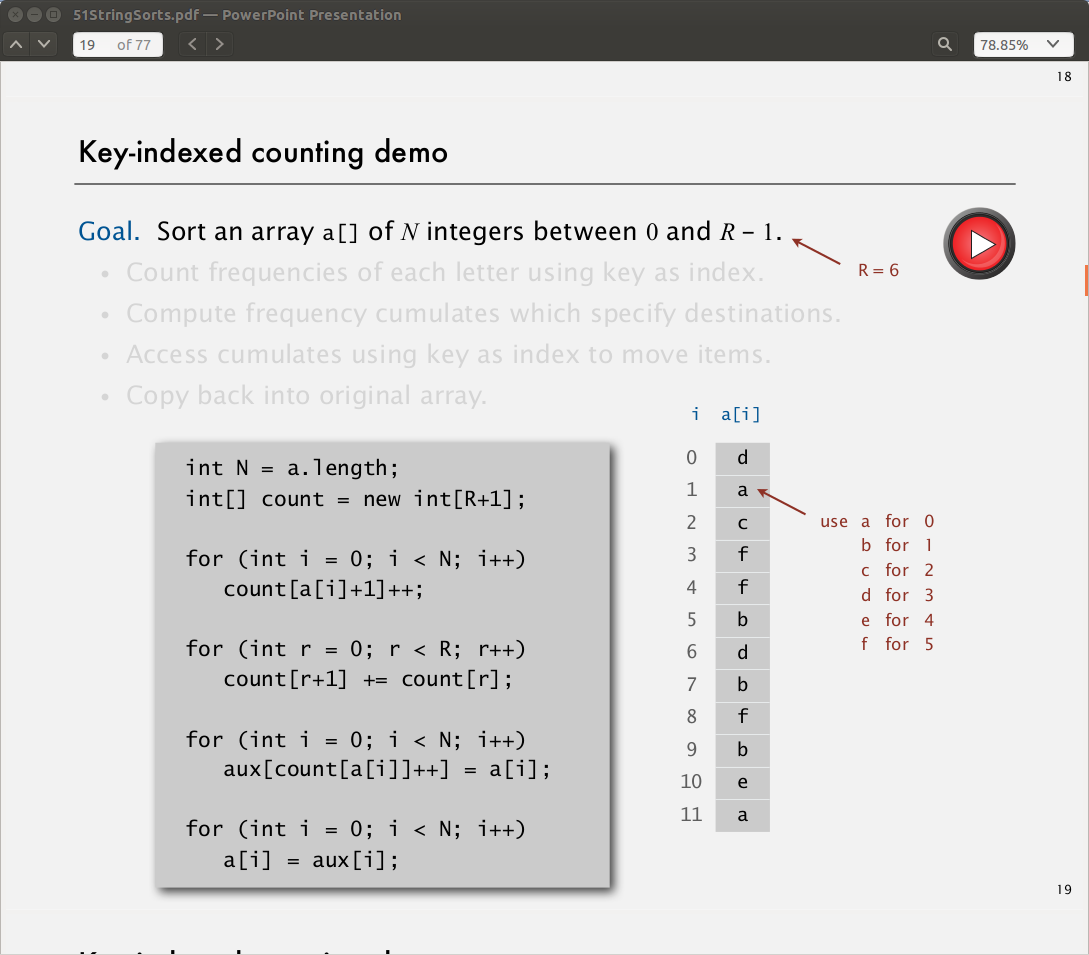 51StringSorts.pdf — PowerPoint Presentation
19 of 77
78.85%
18
Key-indexed counting demo
Goal. Sort an array a[] of N integers between 0 and R – 1.
R = 6
• Count frequencies of each letter using key as index.
• Compute frequency cumulates which specify destinations.
• Access cumulates using key as index to move items.
• Copy back into original array.
int N = a.length;
int[] count = new int[R+1];
for (int i = 0; i < N; i++)
count[a[i]+1]++;
for (int r = 0; r < R; r++)
count[r+1] += count[r];
for (int i = 0; i < N; i++)
aux[count[a[i]]++] = a[i];
for (int i = 0; i < N; i++)
a[i] = aux[i];
i a[i]
0 d
1 a
2 c
3 f
4 f
5 b
6 d
7 b
8 f
9 b
10 e
11 a
use a for 0
b for 1
c for 2
d for 3
e for 4
f for 5
19